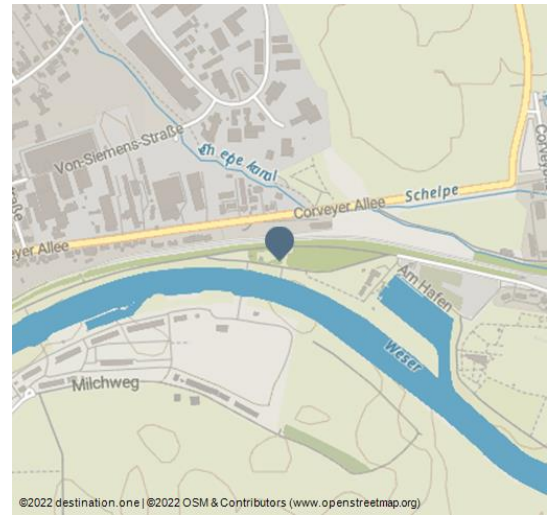 Von-Siemens-Straße
Schelpe
Corveyer Allee
Am Hafen
Weser
Milchweg
©2022 destination.one | ©2022 OSM & Contributors (www.openstreetmap.org)